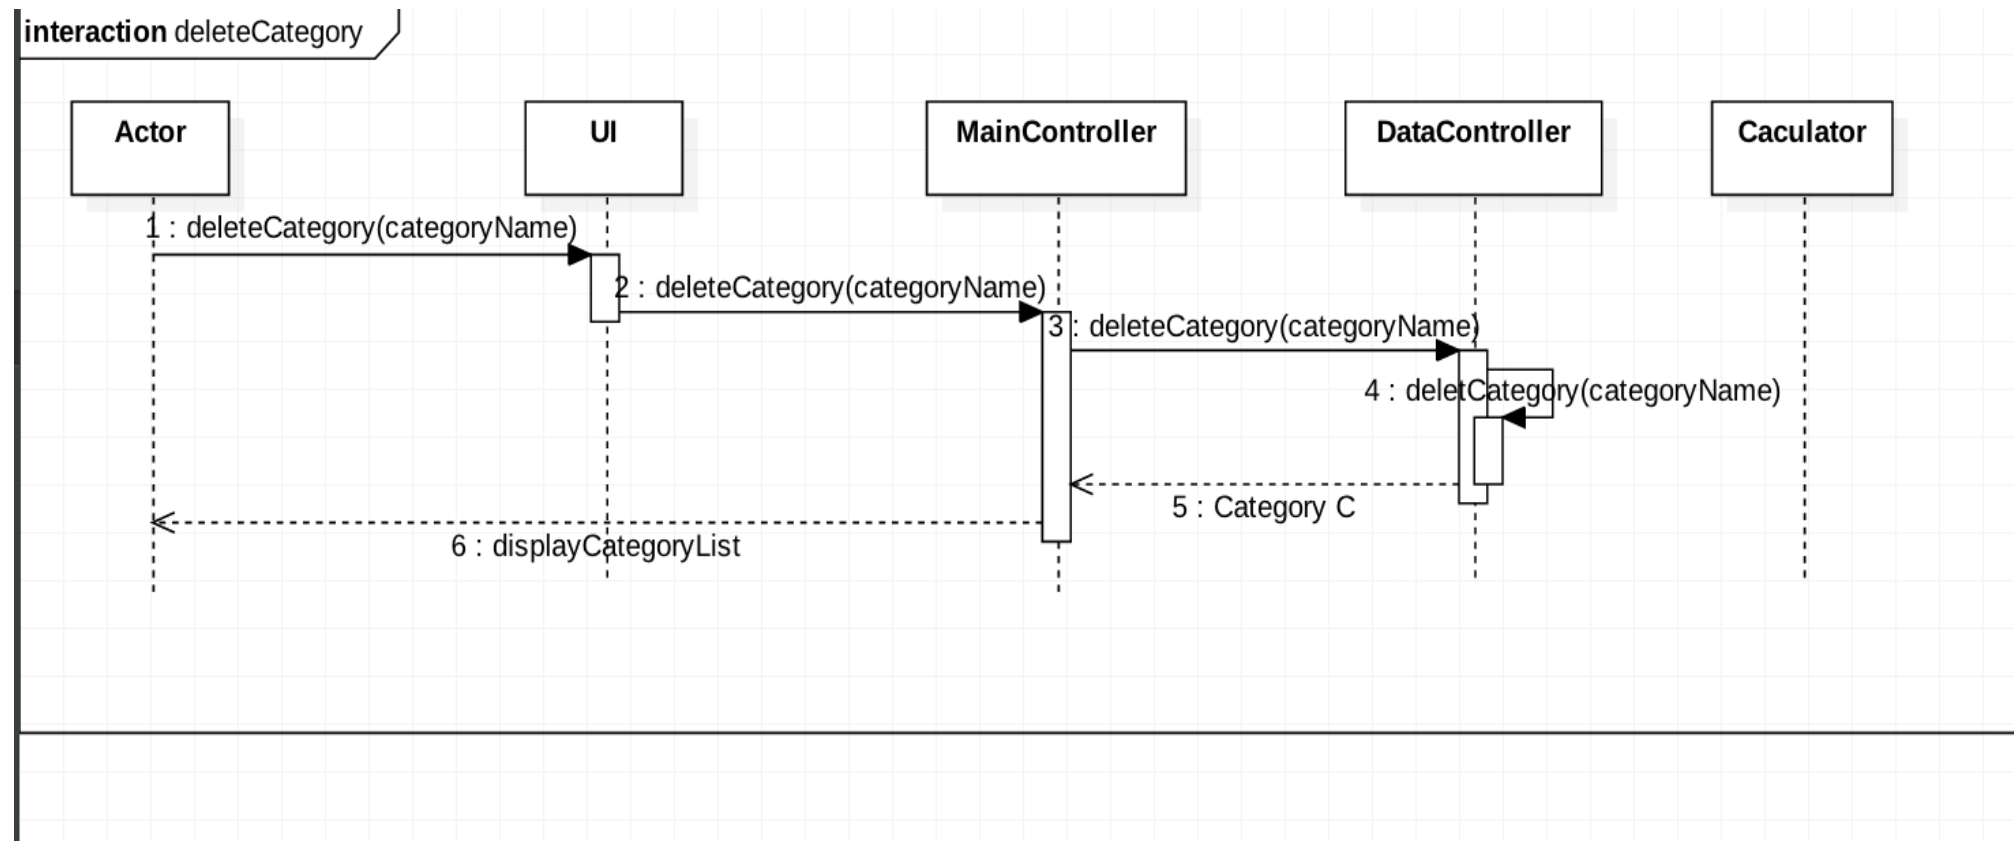 interaction deleteCategory
Actor
UI
MainController
DataController
Caculator
1 : deleteCategory(categoryName)
2 : deleteCategory(categoryName)
3 : deleteCategory(categoryName)
4 : deletCategory(categoryName)
5 : Category C
6 : displayCategoryList